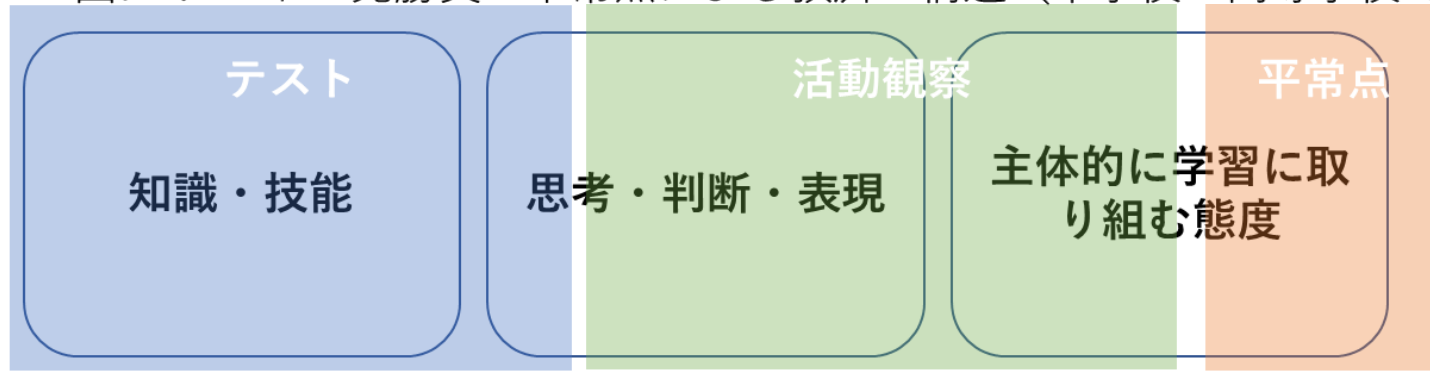 テスト
活動観察
平常点
知識・技能
思考・判断・表現
主体的に学習に取
り組む態度